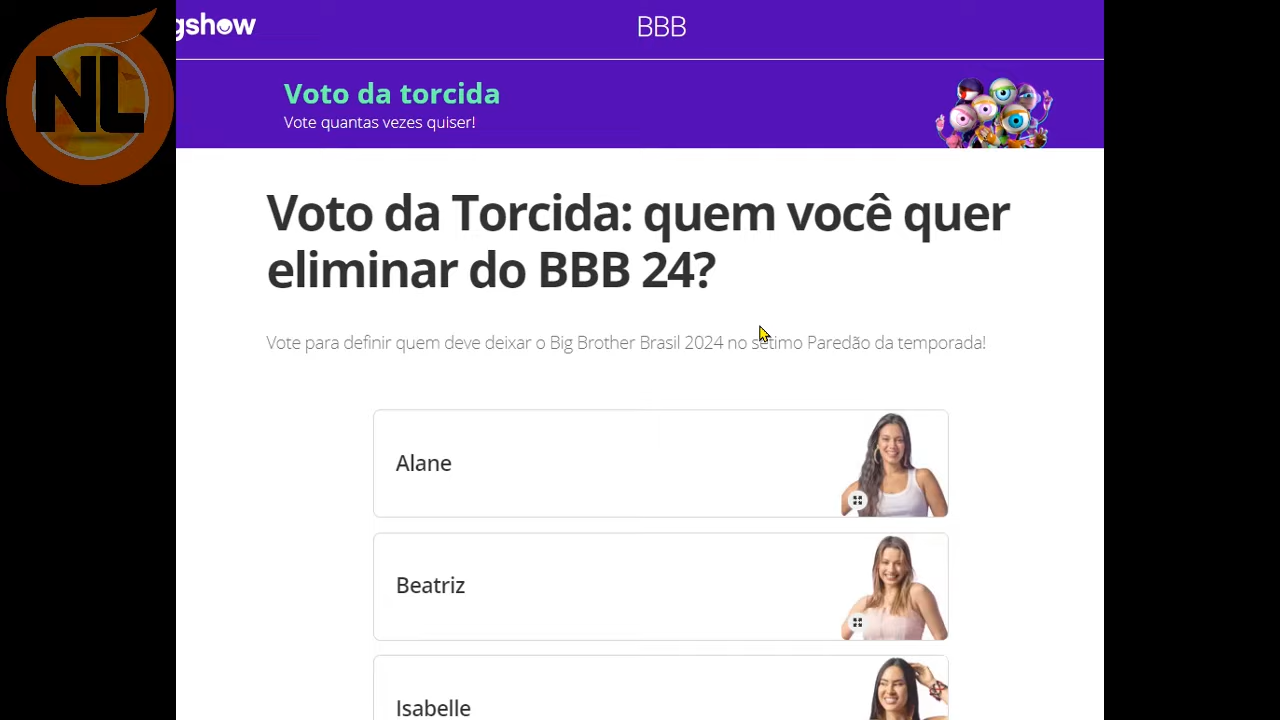 NL
gshow
BBB
Voto da torcida
Vote quantas vezes quiser!
Voto da Torcida: quem você quer
eliminar do BBB 24?
Vote para definir quem deve deixar o Big Brother Brasil 2024 no sétimo Paredão da temporada!
Alane
Beatriz
Isabelle